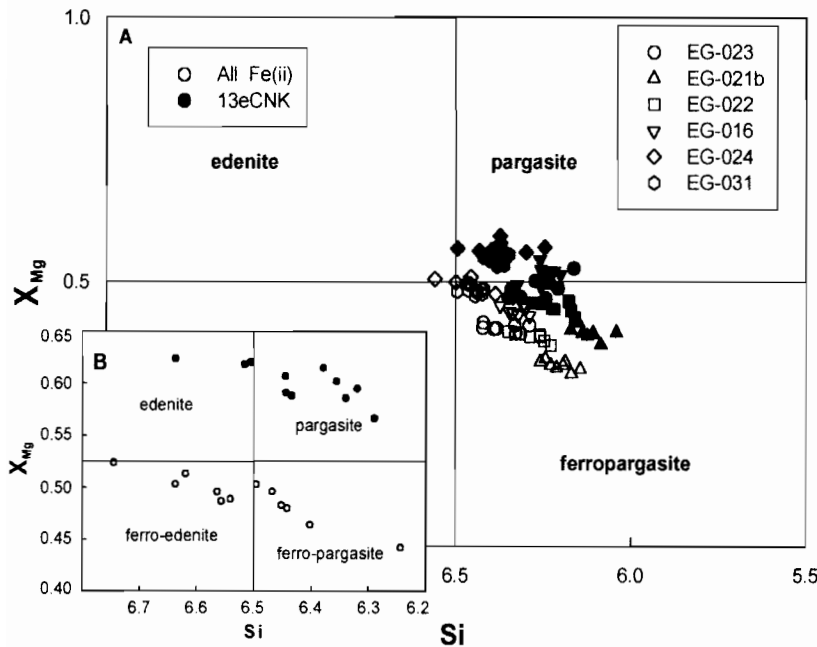 1.0
A
All Fe(ii)
13eCNK
EG-023
EG-021b
EG-022
EG-016
EG-024
EG-031
edenite
pargasite
0.5
XMg
ferropargasite
6.5
6.0
5.5
Si
B
0.65
0.60
0.55
0.50
0.45
0.40
XMg
edenite
pargasite
ferro-edenite
ferro-pargasite
6.7
6.6
6.5
6.4
6.3
6.2
Si